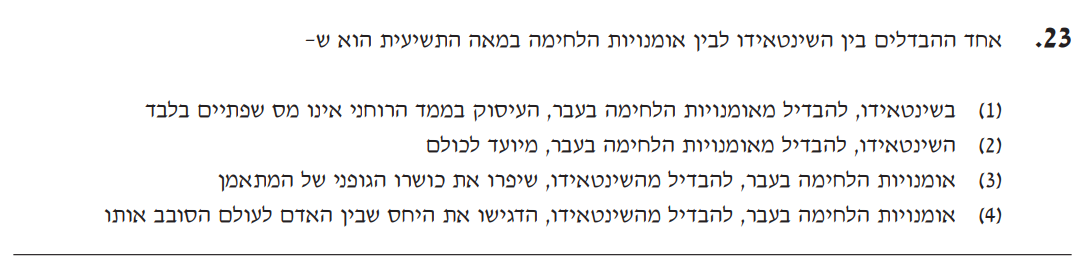 23. אחד ההבדלים בין השינטאידו לבין אומנויות הלחימה במאה התשיעית הוא ש-
(1) בשינטאידו, להבדיל מאומנויות הלחימה בעבר, העיסוק בממד הרוחני אינו מס שפתיים בלבד
(2) השינטאידו, להבדיל מאומנויות הלחימה בעבר, מיועד לכולם
(3) אומנויות הלחימה בעבר, להבדיל מהשינטאידו, שיפרו את כושרו הגופני של המתאמן
(4) אומנויות הלחימה בעבר, להבדיל מהשינטאידו, הדגישו את היחס שבין האדם לעולם הסובב אותו